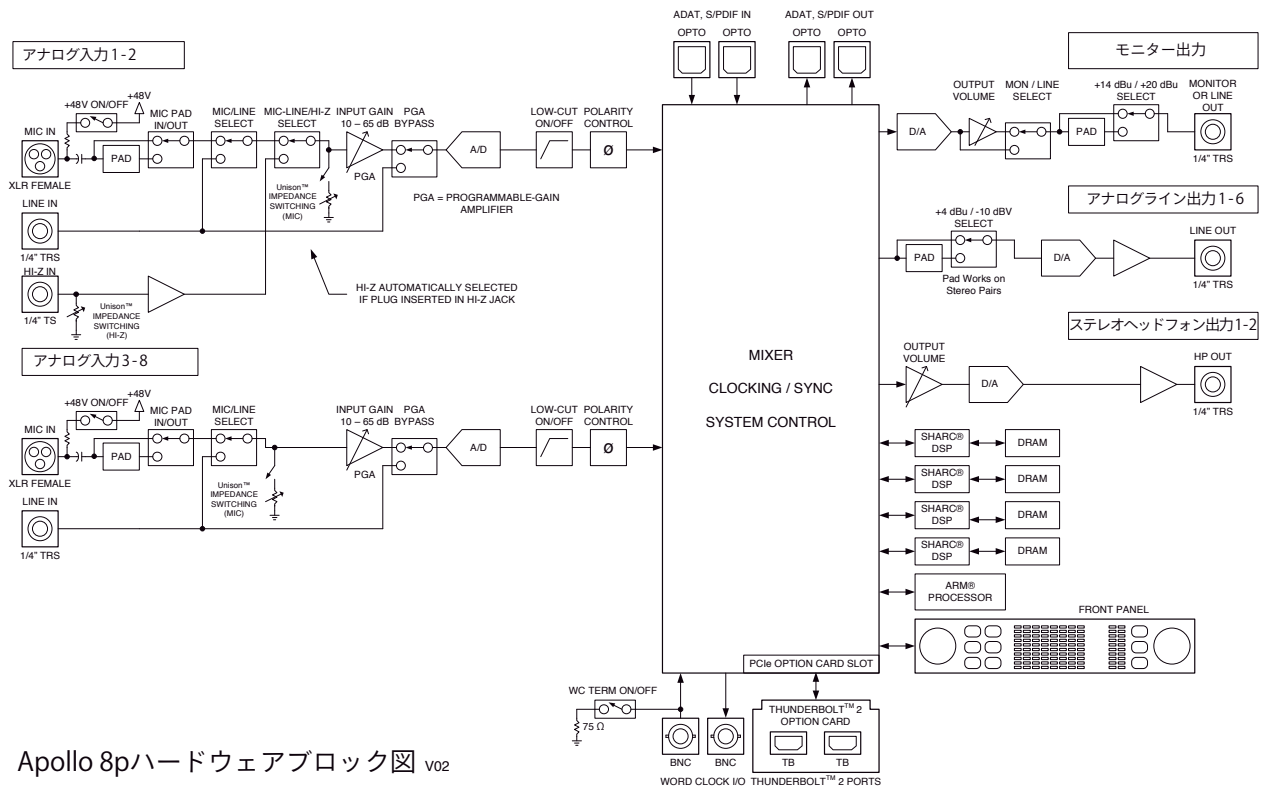 ADAT, S/PDIF IN
OPTO OPTO
ADAT, S/PDIF OUT
OPTO OPTO
アナログ入力1-2
+48V ON/OFF
+48V
MIC IN
XLR FEMALE
PAD
MIC PAD
IN/OUT
MIC/LINE
SELECT
MIC-LINE/HI-Z
SELECT
INPUT GAIN
10 – 65 dB
PGA
PGA
BYPASS
A/D
LOW-CUT
ON/OFF
POLARITY
CONTROL
Ø
Unison™
IMPEDANCE
SWITCHING
(MIC)
PGA = PROGRAMMABLE-GAIN
AMPLIFIER
LINE IN
1/4" TRS
HI-Z IN
1/4" TS
Unison™
IMPEDANCE
SWITCHING
(HI-Z)
HI-Z AUTOMATICALLY SELECTED
IF PLUG INSERTED IN HI-Z JACK
アナログ入力3-8
+48V ON/OFF
+48V
MIC IN
XLR FEMALE
PAD
MIC PAD
IN/OUT
MIC/LINE
SELECT
INPUT GAIN
10 – 65 dB
PGA
PGA
BYPASS
A/D
LOW-CUT
ON/OFF
POLARITY
CONTROL
Ø
Unison™
IMPEDANCE
SWITCHING
(MIC)
LINE IN
1/4" TRS
MIXER
CLOCKING / SYNC
SYSTEM CONTROL
モニター出力
D/A
OUTPUT
VOLUME
MON / LINE
SELECT
PAD
+14 dBu / +20 dBu
SELECT
MONITOR
OR LINE
OUT
1/4" TRS
アナログライン出力1-6
PAD
+4 dBu / -10 dBV
SELECT
Pad Works on
Stereo Pairs
D/A
LINE OUT
1/4" TRS
ステレオヘッドフォン出力1-2
OUTPUT
VOLUME
D/A
HP OUT
1/4" TRS
SHARC®
DSP
DRAM
SHARC®
DSP
DRAM
SHARC®
DSP
DRAM
SHARC®
DSP
DRAM
ARM®
PROCESSOR
FRONT PANEL
PCIe OPTION CARD SLOT
WC TERM ON/OFF
75 Ω
BNC BNC
WORD CLOCK I/O
THUNDERBOLT™ 2
OPTION CARD
TB TB
THUNDERBOLT™ 2 PORTS
Apollo 8pハードウェアブロック図 V02